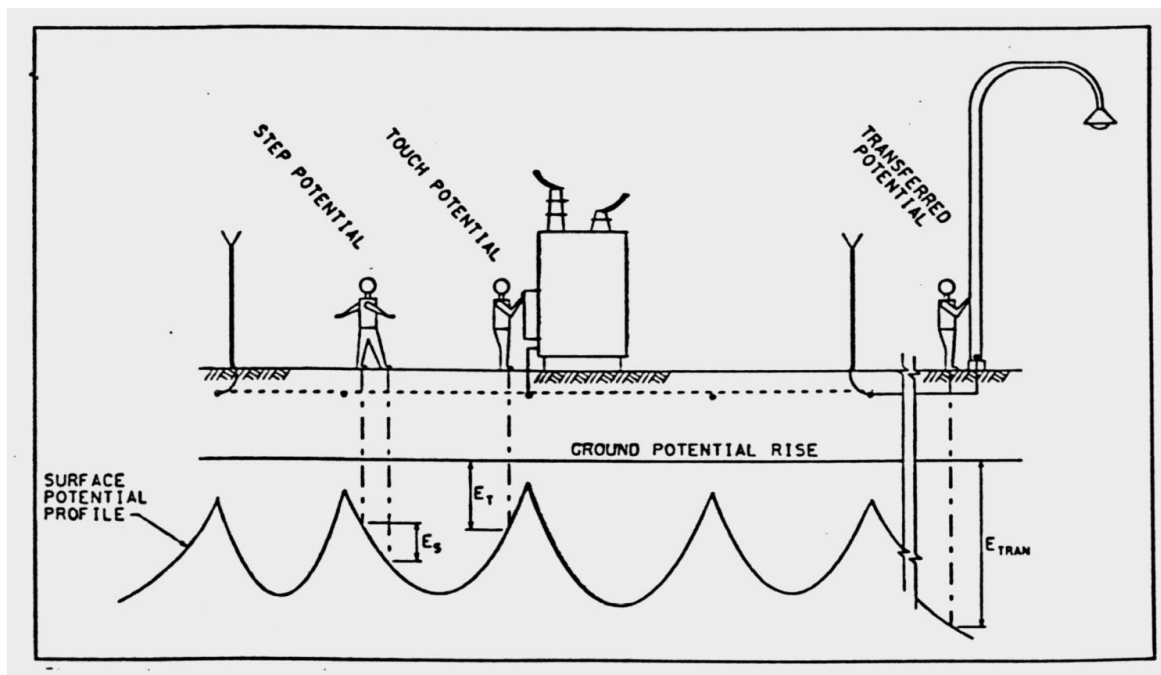 STEP POTENTIAL
TOUCH POTENTIAL
TRANSFERRED
POTENTIAL
GROUND POTENTIAL RISE
SURFACE
POTENTIAL
PROFILE
E_T
E_S
E_TRAN